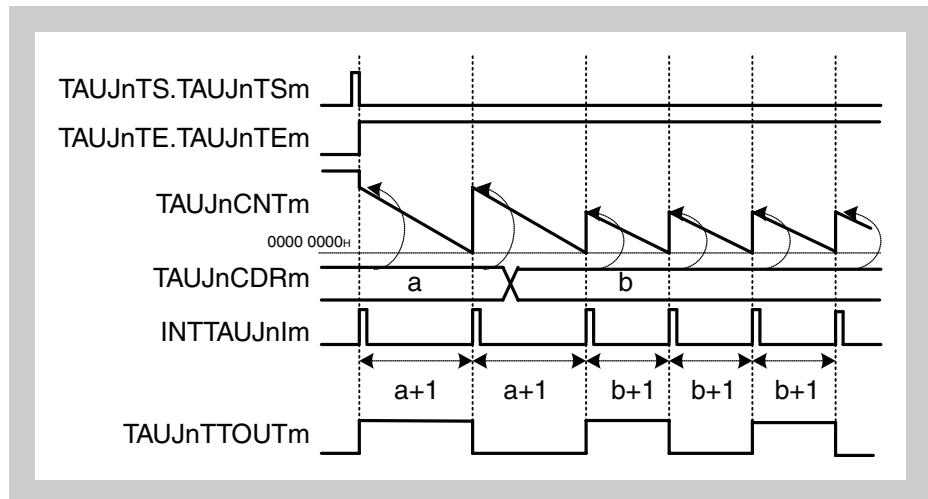 TAUJnTS.TAUJnTSm
TAUJnTE.TAUJnTEm
TAUJnCNTm
0000 0000H
TAUJnCDRm
a
b
INTTAUJnIm
a+1 a+1 b+1 b+1 b+1
TAUJnTTOUTm